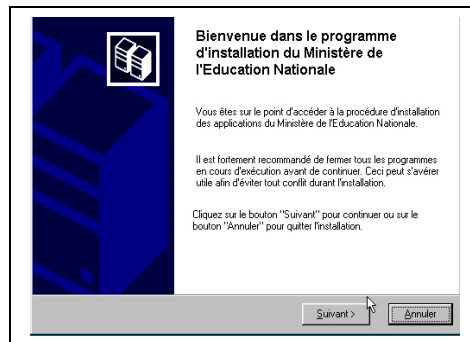 Bienvenue dans le programme
d'installation du Ministère de
l'Education Nationale
Vous êtes sur le point d'accéder à la procédure d'installation
des applications du Ministère de l'Education Nationale.
Il est fortement recommandé de fermer tous les programmes
en cours d'exécution avant de continuer. Ceci peut s'avérer
utile afin d'éviter tout conflit durant l'installation.
Cliquez sur le bouton "Suivant" pour continuer ou sur le
bouton "Annuler" pour quitter l'installation.
Suivant > Annuler